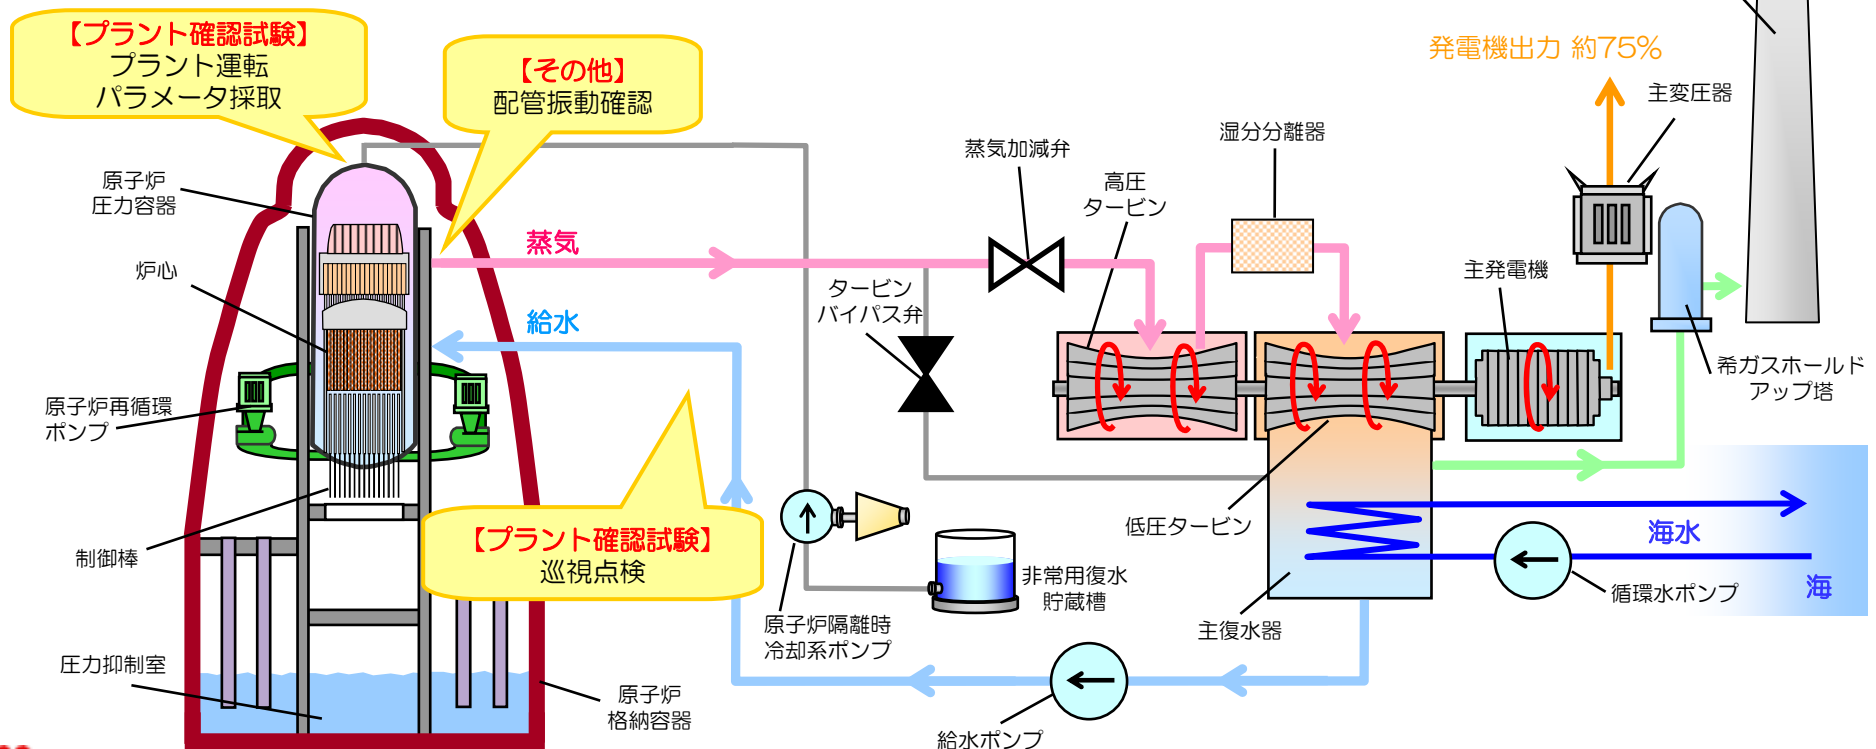 【プラント確認試験】
プラント運転
パラメータ採取
【その他】
配管振動確認
発電機出力 約75%
主変圧器
湿分分離器
蒸気加減弁
高圧
タービン
原子炉
圧力容器
蒸気
炉心
主発電機
タービン
バイパス弁
給水
希ガスホールド
アップ塔
原子炉再循環
ポンプ
低圧タービン
海水
【プラント確認試験】
巡視点検
制御棒
非常用復水
貯蔵槽
循環水ポンプ
海
原子炉隔離時
冷却系ポンプ
主復水器
圧力抑制室
原子炉
格納容器
給水ポンプ